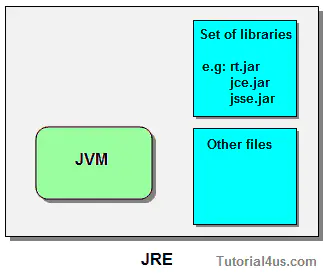 Set of libraries
e.g: rt.jar
jce.jar
jsse.jar
JVM
Other files
JRE
Tutorial4us.com